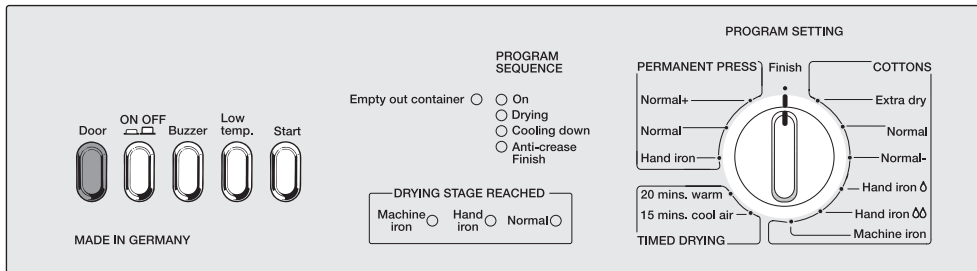 PROGRAM SETTING
PROGRAM
SEQUENCE
Empty out container
On
Drying
Cooling down
Anti-crease
Finish
PERMANENT PRESS
Finish
COTTONS
Normal+
Normal
Hand iron
Extra dry
Normal
Normal-
Hand iron
Hand iron
Machine iron
20 mins. warm
15 mins. cool air
TIMED DRYING
Door
ON OFF
Buzzer
Low
temp.
Start
DRYING STAGE REACHED
Machine
iron
Hand
iron
Normal
MADE IN GERMANY